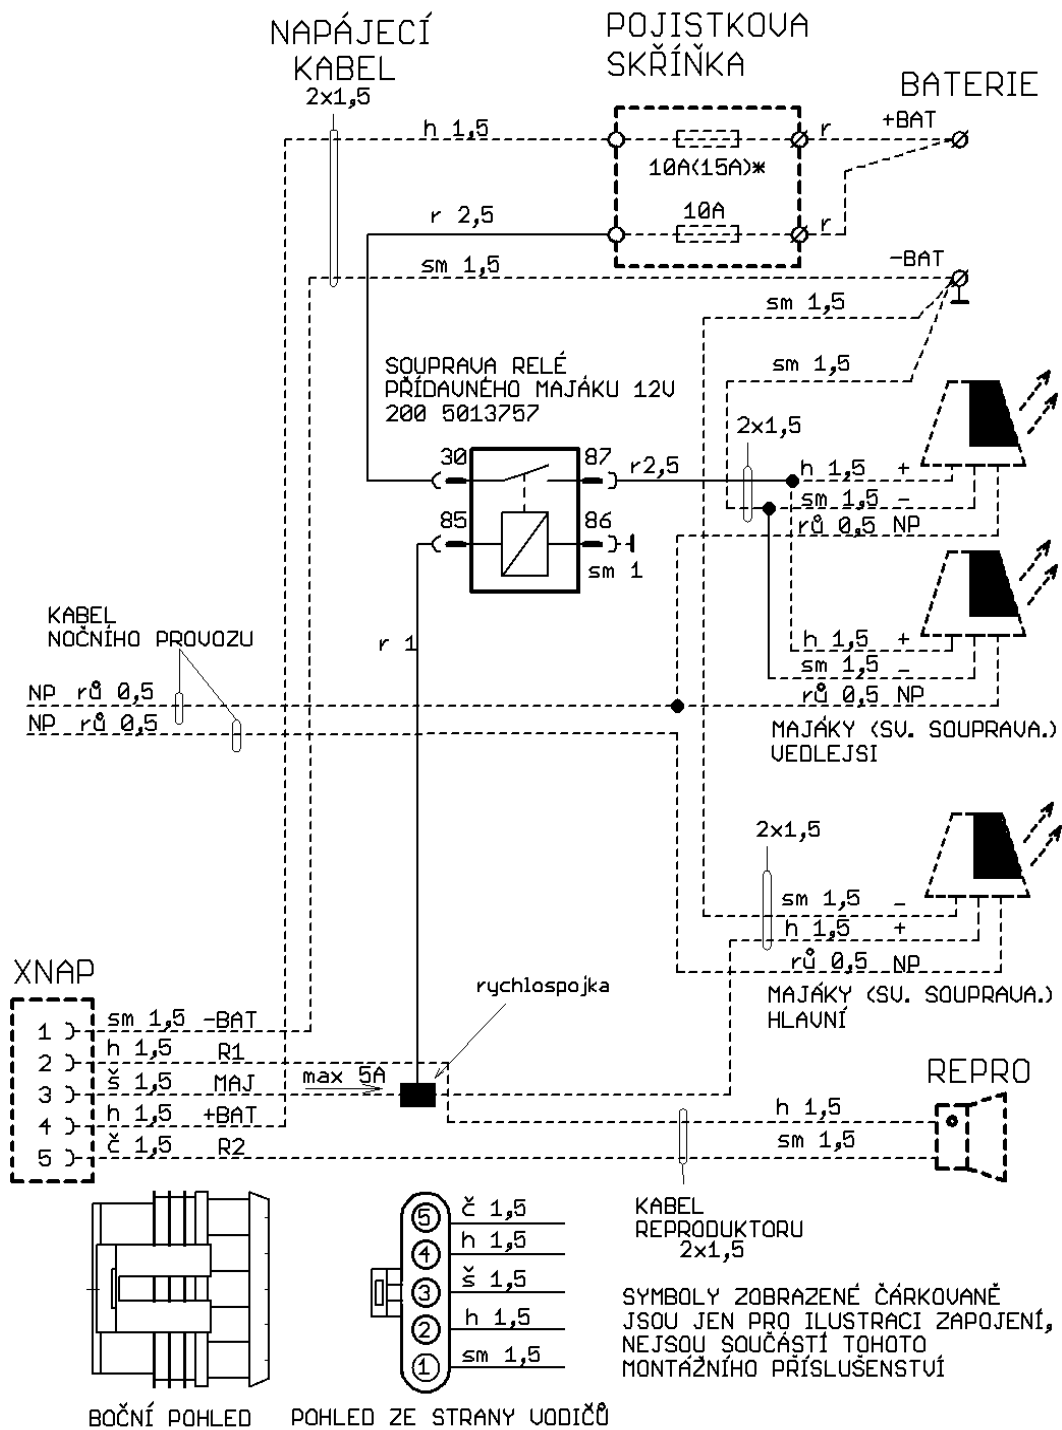 NAPÁJECÍ
KABEL
2x1,5
POJISTKOVA
SKŘÍŇKA
BATERIE
h 1,5
r
+BAT
10A(15A)*
r 2,5
10A
r
sm 1,5
-BAT
sm 1,5
SOUPRAVA RELÉ
PŘÍDAVNÉHO MAJÁKU 12V
200 5013757
sm 1,5
2x1,5
30
87
r2,5
h 1,5 +
sm 1,5 -
rů 0,5 NP
85
86
sm 1
KABEL
NOČNÍHO PROVOZU
r 1
h 1,5 +
sm 1,5 -
rů 0,5 NP
NP rů 0,5
NP rů 0,5
MAJÁKY (SV. SOUPRAVA.)
VEDLEJSI
2x1,5
sm 1,5 -
h 1,5 +
rů 0,5 NP
MAJÁKY (SV. SOUPRAVA.)
HLAVNÍ
XNAP
rychlospojka
1 sm 1,5 -BAT
2 h 1,5 R1
3 š 1,5 MAJ
max 5A
4 h 1,5 +BAT
5 č 1,5 R2
REPRO
h 1,5
sm 1,5
KABEL
REPRODUKTORU
2x1,5
5 č 1,5
4 h 1,5
3 š 1,5
2 h 1,5
1 sm 1,5
SYMBOLY ZOBRAZENÉ ČÁRKOVANĚ
JSOU JEN PRO ILUSTRACI ZAPOJENÍ,
NEJSOU SOUČÁSTÍ TOHOTO
MONTÁŽNÍHO PŘÍSLUŠENSTVÍ
BOČNÍ POHLED
POHLED ZE STRANY VODIČŮ